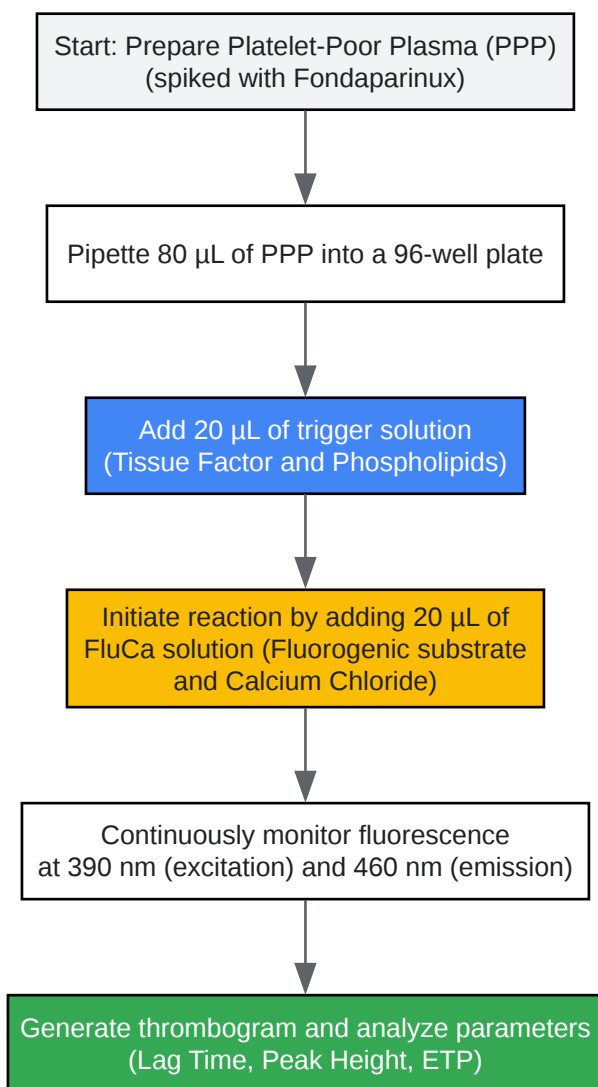 Start: Prepare Platelet-Poor Plasma (PPP)
(spiked with Fondaparinux)
Pipette 80 µL of PPP into a 96-well plate
Add 20 µL of trigger solution
(Tissue Factor and Phospholipids)
Initiate reaction by adding 20 µL of
FluCa solution (Fluorogenic substrate
and Calcium Chloride)
Continuously monitor fluorescence
at 390 nm (excitation) and 460 nm (emission)
Generate thrombogram and analyze parameters
(Lag Time, Peak Height, ETP)